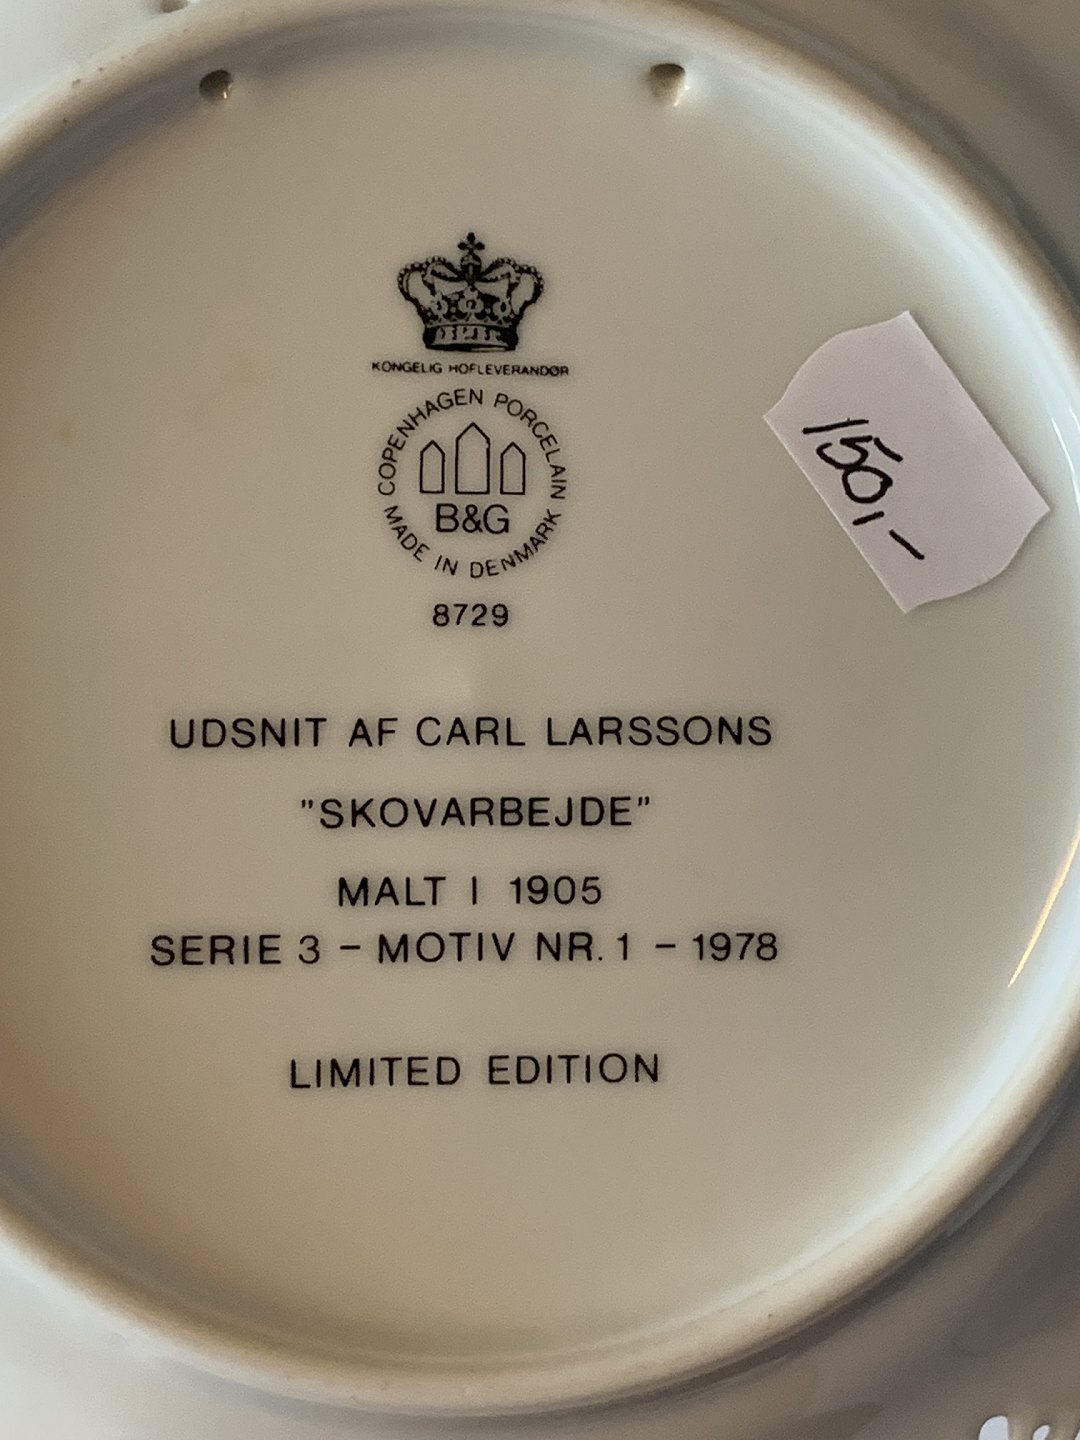 KONGELIG HOFLEVERANDØR
COPENHAGEN PORCELAIN
MADE IN DENMARK
B&G
8729
150,-
UDSNIT AF CARL LARSSONS
"SKOVARBEJDE"
MALT I 1905
SERIE 3 - MOTIV NR. 1 - 1978
LIMITED EDITION